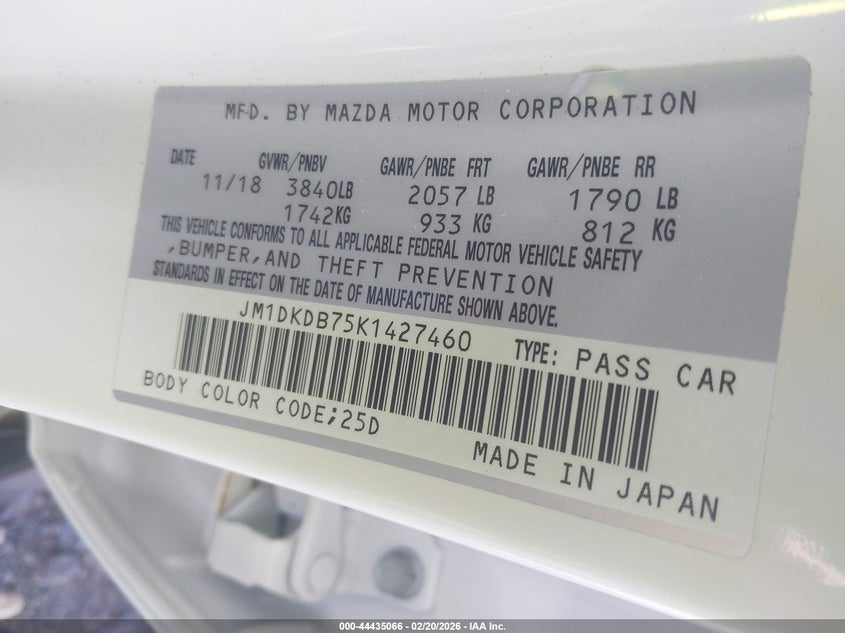 MFD. BY MAZDA MOTOR CORPORATION
DATE GVWR/PNBV GAWR/PNBE FRT GAWR/PNBE RR
11/18 3840LB 2057 LB 1790 LB
1742KG 933 KG 812 KG
THIS VEHICLE CONFORMS TO ALL APPLICABLE FEDERAL MOTOR VEHICLE SAFETY
,BUMPER,AND THEFT PREVENTION
STANDARDS IN EFFECT ON THE DATE OF MANUFACTURE SHOWN ABOVE.
JM1DKDB75K1427460 TYPE: PASS CAR
BODY COLOR CODE;25D
MADE IN JAPAN
000-44435066 - 02/20/2026 - IAA Inc.